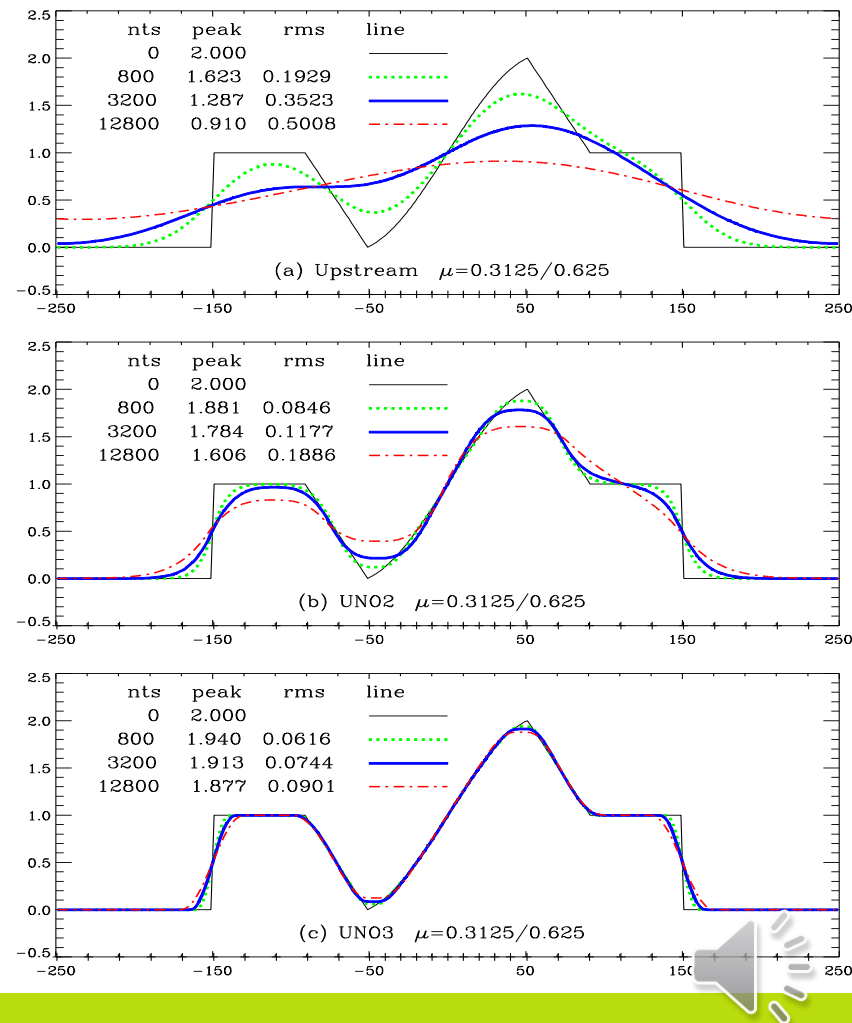 2.5
nts peak rms line
0 2.000
2.0
800 1.623 0.1929
1.5
3200 1.287 0.3523
12800 0.910 0.5008
1.0
0.5
0.0
(a) Upstream μ=0.3125/0.625
−0.5
−250 −150 −50 50 150 250
2.5
nts peak rms line
0 2.000
2.0
800 1.881 0.0846
3200 1.784 0.1177
1.5
12800 1.606 0.1886
1.0
0.5
0.0
(b) UNO2 μ=0.3125/0.625
−0.5
−250 −150 −50 50 150 250
2.5
nts peak rms line
0 2.000
2.0
800 1.940 0.0616
3200 1.913 0.0744
1.5
12800 1.877 0.0901
1.0
0.5
0.0
(c) UNO3 μ=0.3125/0.625
−0.5
−250 −150 −50 50 150 250